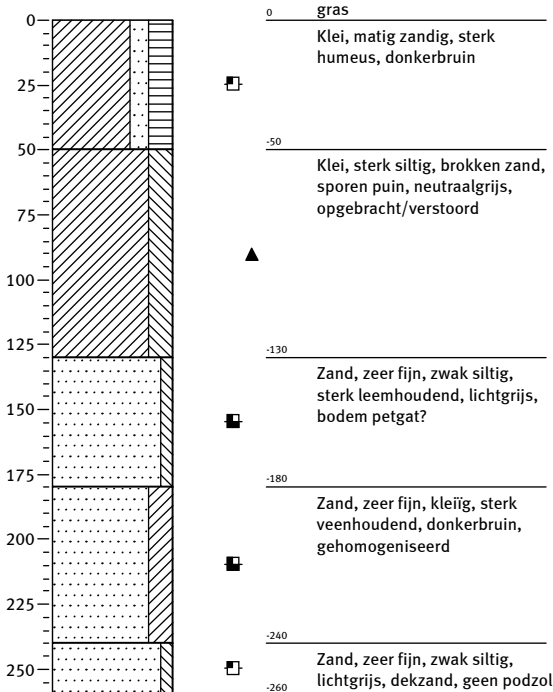 0
25
50
75
100
125
150
175
200
225
250
0
gras
Klei, matig zandig, sterk
humeus, donkerbruin
-50
Klei, sterk siltig, brokken zand,
sporen puin, neutraalgrijs,
opgebracht/verstoord
-130
Zand, zeer fijn, zwak siltig,
sterk leemhoudend, lichtgrijs,
bodem petgat?
-180
Zand, zeer fijn, kleiïg, sterk
veenhoudend, donkerbruin,
gehomogeniseerd
-240
Zand, zeer fijn, zwak siltig,
lichtgrijs, dekzand, geen podzol
-260